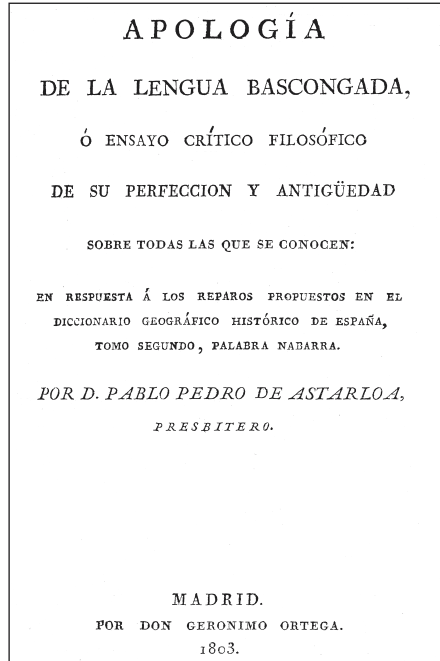 APOLOGÍA
DE LA LENGUA BASCONGADA,
Ó ENSAYO CRÍTICO FILOSÓFICO
DE SU PERFECCION Y ANTIGÜEDAD
SOBRE TODAS LAS QUE SE CONOCEN:
EN RESPUESTA Á LOS REPAROS PROPUESTOS EN EL
DICCIONARIO GEOGRÁFICO HISTÓRICO DE ESPAÑA,
TOMO SEGUNDO, PALABRA NABARRA.
POR D. PABLO PEDRO DE ASTARLOA,
PRESBITERO.
MADRID.
POR DON GERONIMO ORTEGA.
1803.